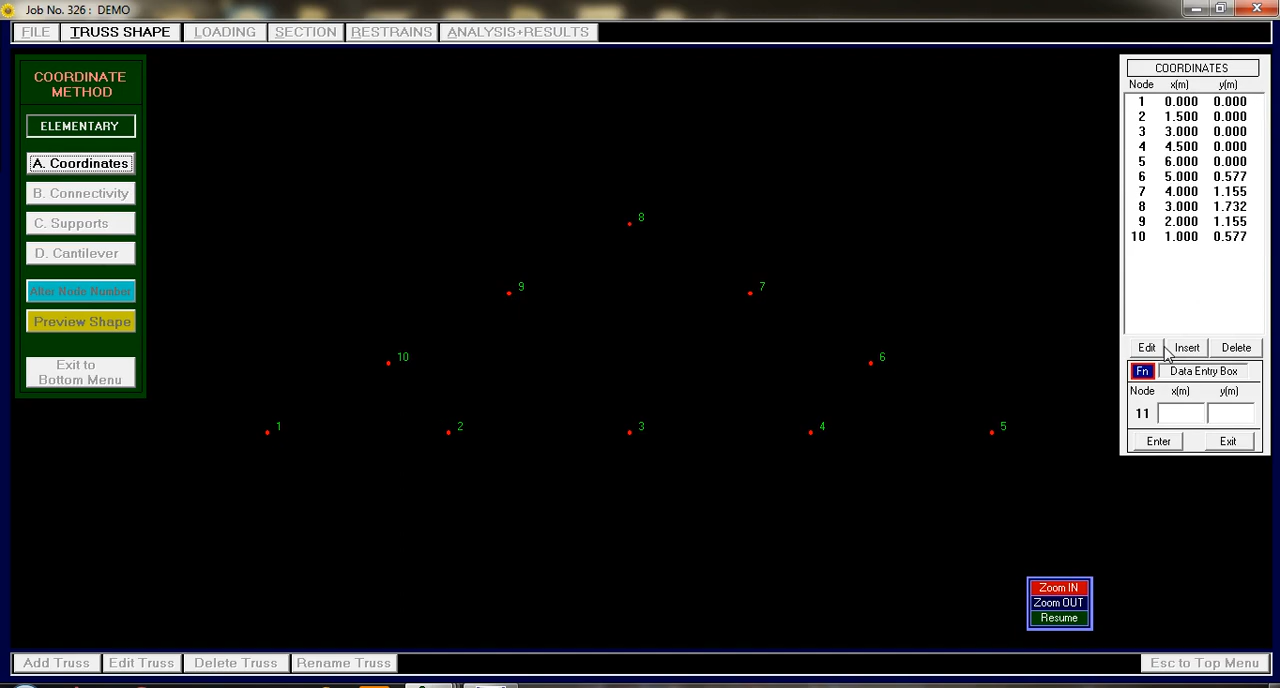 Job No. 326 : DEMO
FILE TRUSS SHAPE LOADING SECTION RESTRAINS ANALYSIS+RESULTS
COORDINATE
METHOD
ELEMENTARY
A. Coordinates
B. Connectivity
C. Supports
D. Cantilever
Alter Node Number
Preview Shape
Exit to
Bottom Menu
8
9
7
10
6
1
2
3
4
5
COORDINATES
Node x(m) y(m)
1 0.000 0.000
2 1.500 0.000
3 3.000 0.000
4 4.500 0.000
5 6.000 0.000
6 5.000 0.577
7 4.000 1.155
8 3.000 1.732
9 2.000 1.155
10 1.000 0.577
Edit Insert Delete
Fn Data Entry Box
Node x(m) y(m)
11
Enter Exit
Zoom IN
Zoom OUT
Resume
Add Truss Edit Truss Delete Truss Rename Truss Esc to Top Menu